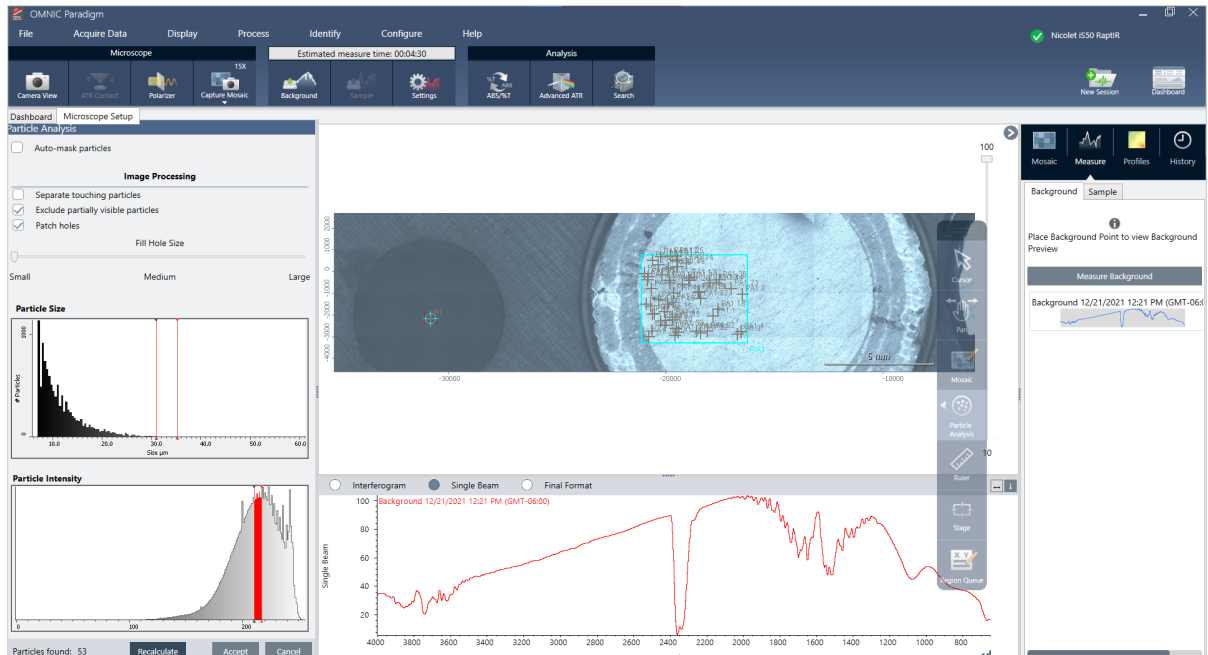 OMNIC Paradigm
File Acquire Data Display Process Identify Configure Help
Nicolet iS50 RaptIR
Microscope Estimated measure time: 00:04:30 Analysis
15X
Camera View ATR Contact Polarizer Capture Mosaic Background Sample Settings ABS/%T Advanced ATR Search New Session Dashboard
Dashboard Microscope Setup
Particle Analysis
Auto-mask particles
Image Processing
Separate touching particles
Exclude partially visible particles
Patch holes
Fill Hole Size
Small Medium Large
Particle Size
1000
# Particles
0
10.0 20.0 30.0 40.0 50.0 60.0
Size µm
Particle Intensity
0 100 200
Particles found: 53 Recalculate Accept Cancel
100
2000
1000
0
-1000
-2000
-3000
-4000
-30000 -20000 -10000
PA1
5 mm
10
Cursor
Pan
Mosaic
Particle
Analysis
Ruler
Stage
Region Queue
Interferogram Single Beam Final Format
Background 12/21/2021 12:21 PM (GMT-06:00)
Single Beam
100
80
60
40
20
4000 3800 3600 3400 3200 3000 2800 2600 2400 2200 2000 1800 1600 1400 1200 1000 800
Mosaic Measure Profiles History
Background Sample
Place Background Point to view Background
Preview
Measure Background
Background 12/21/2021 12:21 PM (GMT-06:0